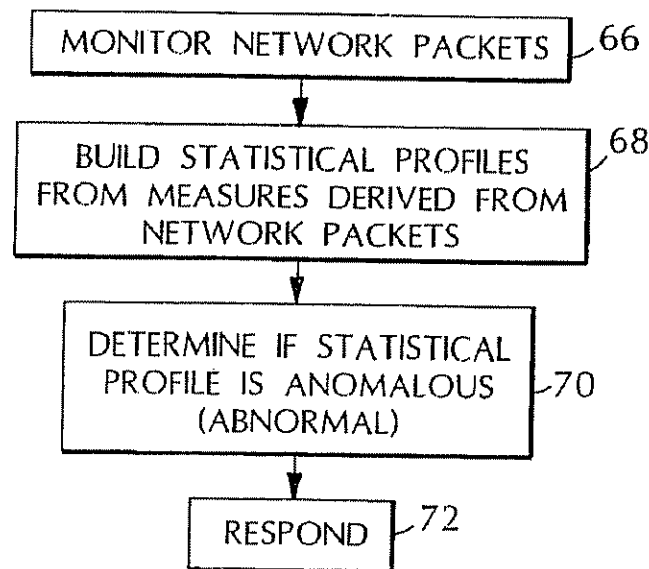 MONITOR NETWORK PACKETS 66
BUILD STATISTICAL PROFILES 68
FROM MEASURES DERIVED FROM
NETWORK PACKETS
DETERMINE IF STATISTICAL
PROFILE IS ANOMALOUS 70
(ABNORMAL)
RESPOND 72